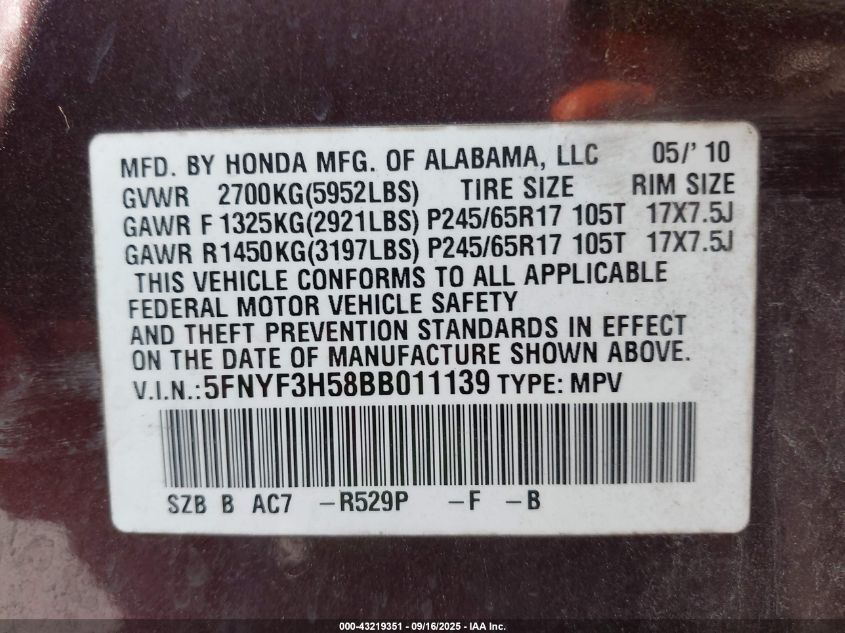 MFD. BY HONDA MFG. OF ALABAMA, LLC 05/' 10
GVWR 2700KG(5952LBS) TIRE SIZE RIM SIZE
GAWR F 1325KG(2921LBS) P245/65R17 105T 17X7.5J
GAWR R1450KG(3197LBS) P245/65R17 105T 17X7.5J
THIS VEHICLE CONFORMS TO ALL APPLICABLE
FEDERAL MOTOR VEHICLE SAFETY
AND THEFT PREVENTION STANDARDS IN EFFECT
ON THE DATE OF MANUFACTURE SHOWN ABOVE.
V.I.N.: 5FNYF3H58BB011139 TYPE: MPV
SZB B AC7 -R529P -F -B
000-43219351 - 09/16/2025 - IAA Inc.